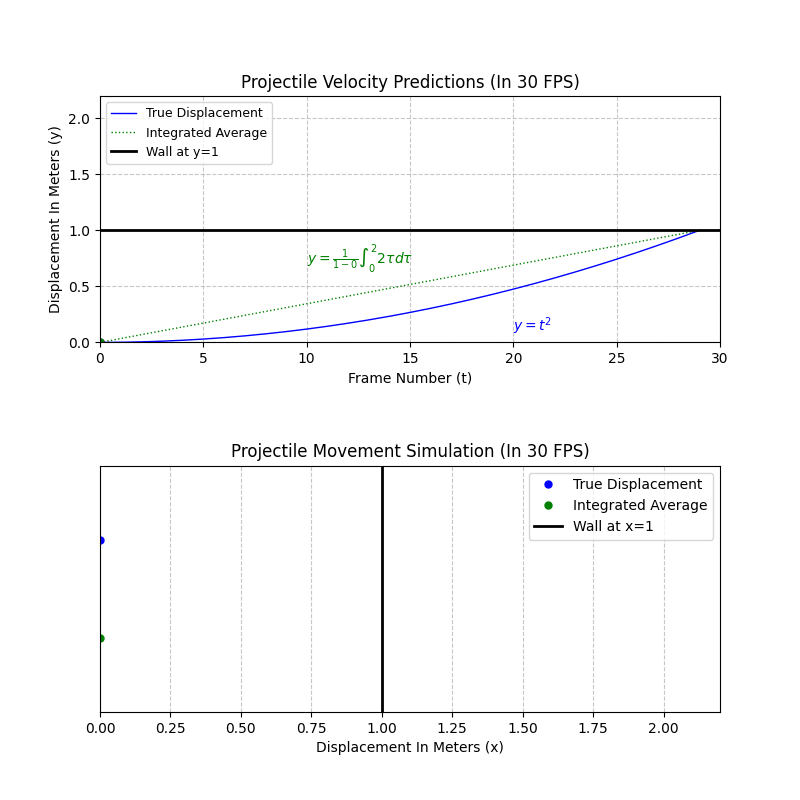 Projectile Velocity Predictions (In 30 FPS)
True Displacement
Integrated Average
Wall at y=1
Displacement In Meters (y)
2.0
1.5
1.0
0.5
0.0
y = \frac{1}{1-0}\int_0^2 2τdτ
y = t²
0 5 10 15 20 25 30
Frame Number (t)
Projectile Movement Simulation (In 30 FPS)
True Displacement
Integrated Average
Wall at x=1
0.00 0.25 0.50 0.75 1.00 1.25 1.50 1.75 2.00
Displacement In Meters (x)